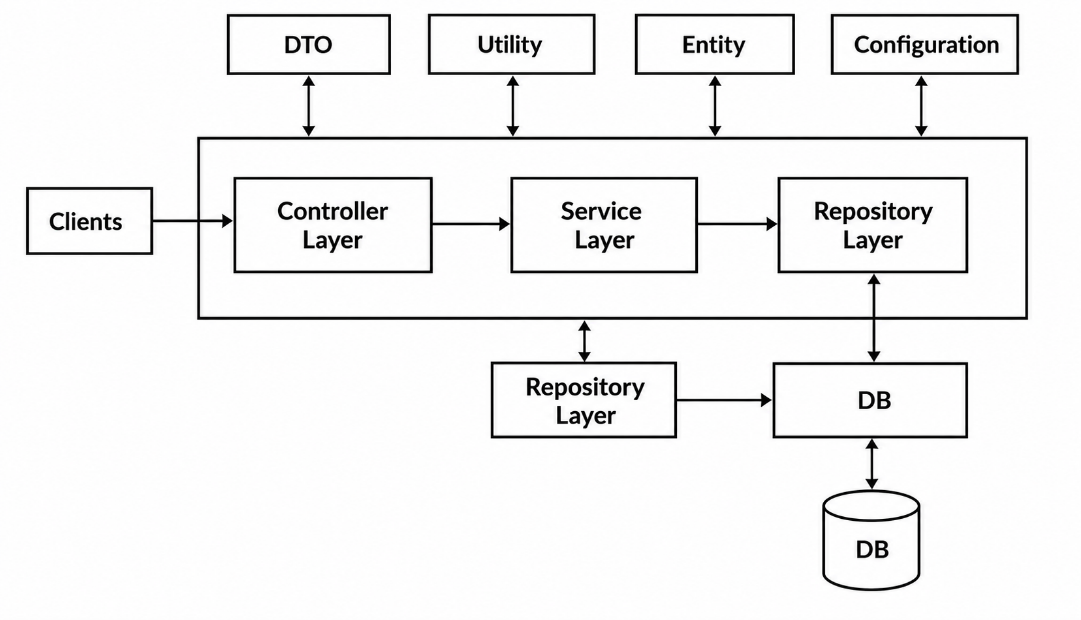 DTO
Utility
Entity
Configuration
Clients
Controller
Layer
Service
Layer
Repository
Layer
Repository
Layer
DB
DB